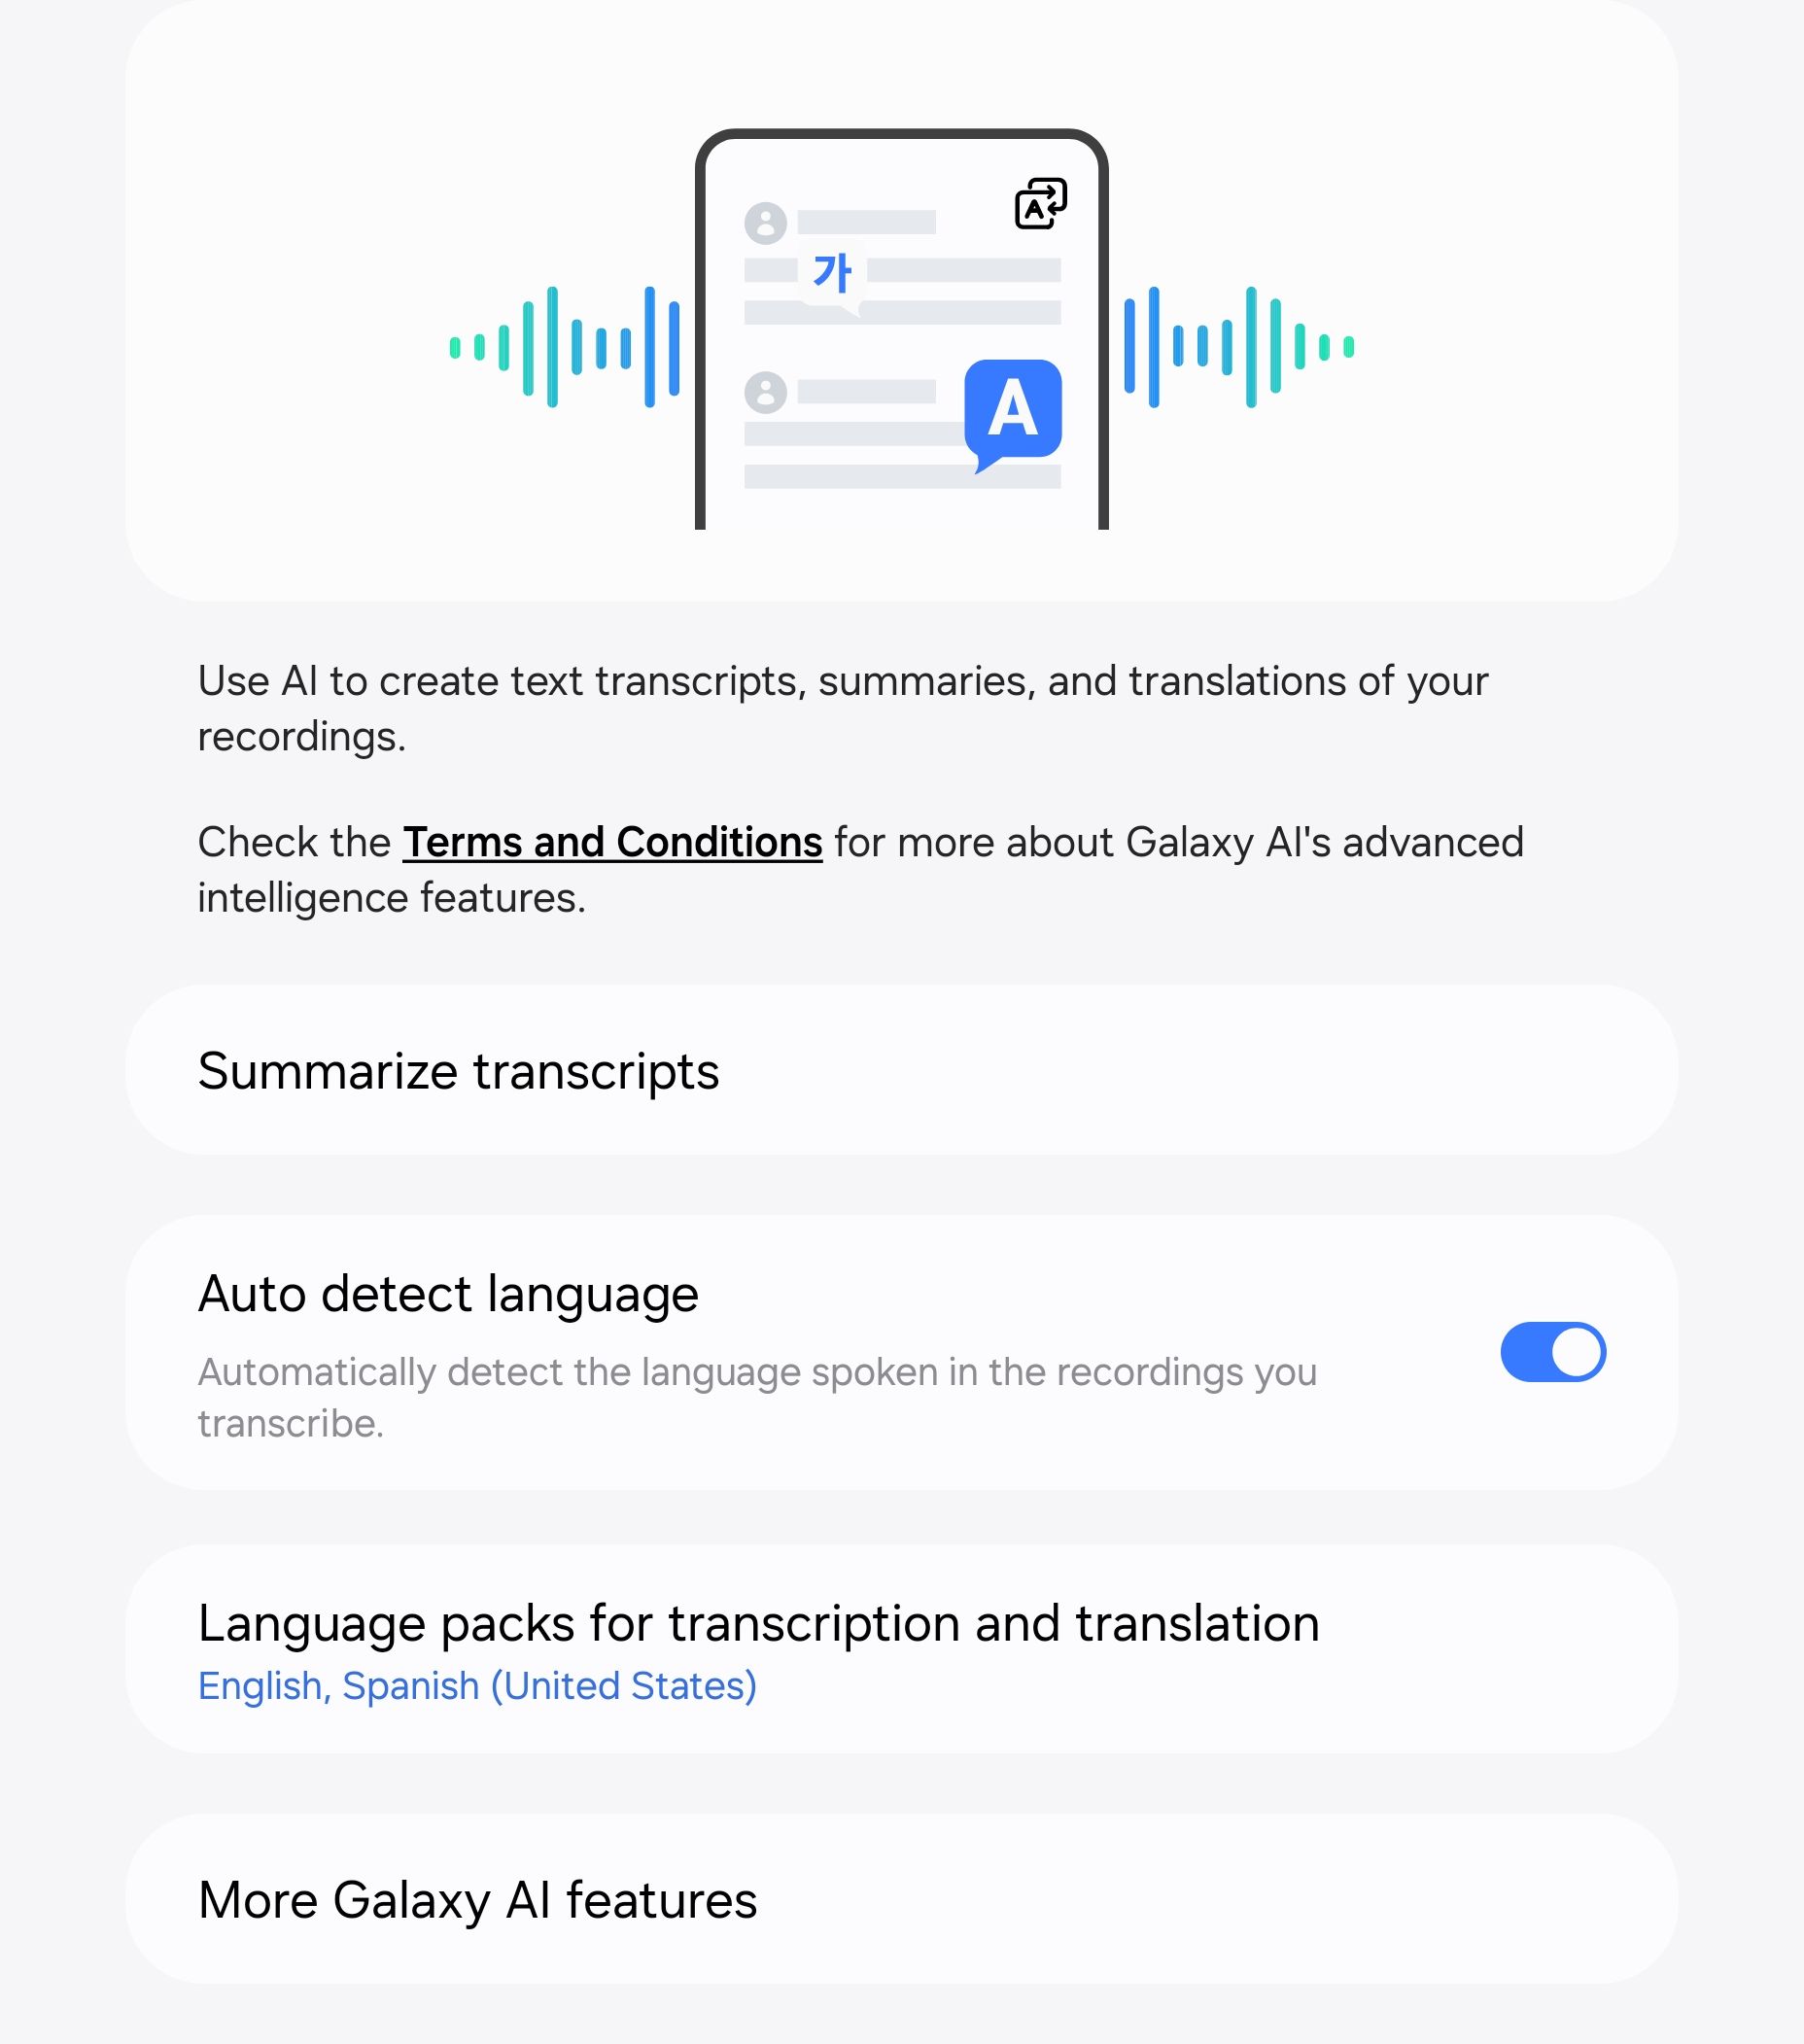 가
A
A
Use AI to create text transcripts, summaries, and translations of your
recordings.
Check the Terms and Conditions for more about Galaxy AI's advanced
intelligence features.
Summarize transcripts
Auto detect language
Automatically detect the language spoken in the recordings you
transcribe.
Language packs for transcription and translation
English, Spanish (United States)
More Galaxy AI features